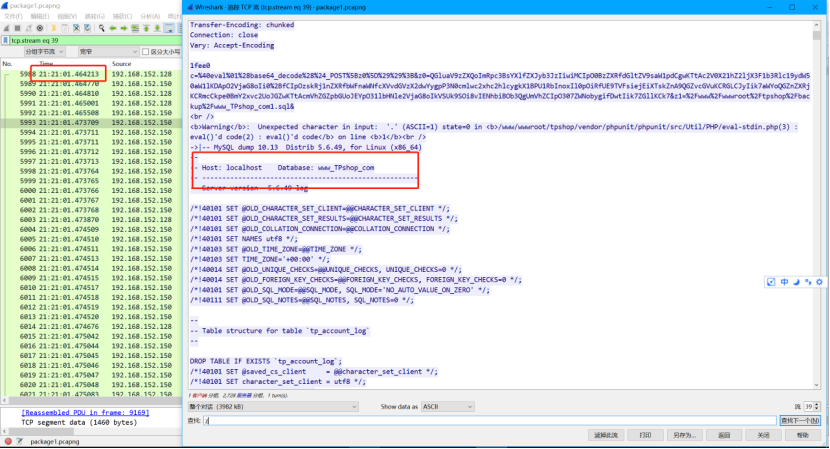 package1.pcapng
Wireshark · 追踪 TCP 流 (tcp.stream eq 39) · package1.pcapng
文件(F) 编辑(E) 视图(V) 跳转(G) 捕获(C) 分析(A)
tcp.stream eq 39
分组字节流 宽窄 区分大小写
No. Time Source
5988 21:21:01.464213 192.168.152.128
21:21:01.464770 192.168.152.150
5990 21:21:01.464810 192.168.152.128
5991 21:21:01.465001 192.168.152.128
5992 21:21:01.465508 192.168.152.150
5993 21:21:01.473709 192.168.152.150
5994 21:21:01.473711 192.168.152.150
5995 21:21:01.473711 192.168.152.150
5996 21:21:01.473712 192.168.152.150
5997 21:21:01.473713 192.168.152.150
5998 21:21:01.473764 192.168.152.150
5999 21:21:01.473765 192.168.152.150
6000 21:21:01.473766 192.168.152.150
6001 21:21:01.473767 192.168.152.150
6002 21:21:01.473768 192.168.152.150
6003 21:21:01.473870 192.168.152.128
6004 21:21:01.474509 192.168.152.150
6005 21:21:01.474510 192.168.152.150
6006 21:21:01.474511 192.168.152.150
6007 21:21:01.474513 192.168.152.150
6008 21:21:01.474514 192.168.152.150
6009 21:21:01.474515 192.168.152.150
6010 21:21:01.474517 192.168.152.150
6011 21:21:01.474518 192.168.152.150
6012 21:21:01.474519 192.168.152.150
6013 21:21:01.474520 192.168.152.150
6014 21:21:01.474676 192.168.152.128
6015 21:21:01.475042 192.168.152.150
6016 21:21:01.475044 192.168.152.150
6017 21:21:01.475045 192.168.152.150
6018 21:21:01.475046 192.168.152.150
6019 21:21:01.475047 192.168.152.150
6020 21:21:01.475048 192.168.152.150
6021 21:21:01.475083 192.168.152.150
[Reassembled PDU in frame: 9169]
TCP segment data (1460 bytes)
package1.pcapng
Transfer-Encoding: chunked
Connection: close
Vary: Accept-Encoding
1fee0
<br />
<b>Warning</b>: Unexpected character in input: '.' (ASCII=1) state=0 in <b>/www/wwwroot/tpshop/vendor/phpunit/phpunit/src/Util/PHP/eval-stdin.php(3) :
eval()'d code(2) : eval()'d code</b> on line <b>1</b><br />
->|-- MySQL dump 10.13 Distrib 5.6.49, for Linux (x86_64)
--
-- Host: localhost Database: www_TPshop_com
-- ------------------------------------------------------
-- Server version 5.6.49-log
/*!40101 SET @OLD_CHARACTER_SET_CLIENT=@@CHARACTER_SET_CLIENT */;
/*!40101 SET @OLD_CHARACTER_SET_RESULTS=@@CHARACTER_SET_RESULTS */;
/*!40101 SET @OLD_COLLATION_CONNECTION=@@COLLATION_CONNECTION */;
/*!40101 SET NAMES utf8 */;
/*!40103 SET @OLD_TIME_ZONE=@@TIME_ZONE */;
/*!40103 SET TIME_ZONE='+00:00' */;
/*!40014 SET @OLD_UNIQUE_CHECKS=@@UNIQUE_CHECKS, UNIQUE_CHECKS=0 */;
/*!40014 SET @OLD_FOREIGN_KEY_CHECKS=@@FOREIGN_KEY_CHECKS, FOREIGN_KEY_CHECKS=0 */;
/*!40101 SET @OLD_SQL_MODE=@@SQL_MODE, SQL_MODE='NO_AUTO_VALUE_ON_ZERO' */;
/*!40111 SET @OLD_SQL_NOTES=@@SQL_NOTES, SQL_NOTES=0 */;
--
-- Table structure for table `tp_account_log`
--
DROP TABLE IF EXISTS `tp_account_log`;
/*!40101 SET @saved_cs_client = @@character_set_client */;
/*!40101 SET character_set_client = utf8 */;
1 客户端 分组, 2,728 服务器 分组, 1 turn(s).
整个对话 (3982 kB) Show data as ASCII 流 39
查找: / 查找下一个(N)
滤掉此流 打印 另存为… 返回 关闭 帮助
中